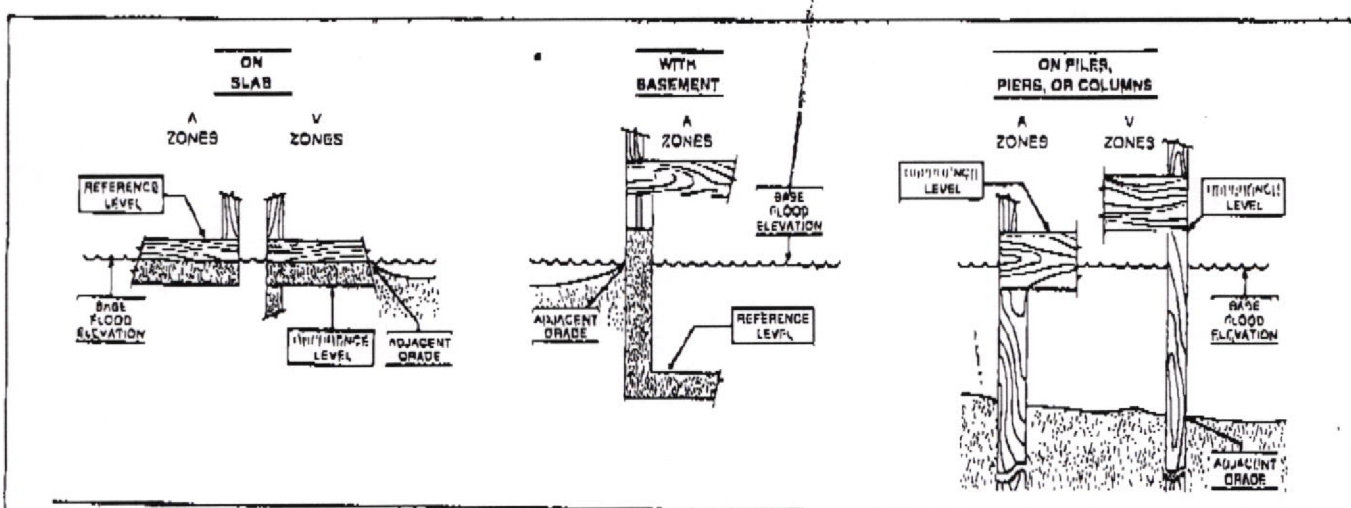 ON
SLAB
A
ZONES
V
ZONES
REFERENCE
LEVEL
BASE
FLOOD
ELEVATION
LEVEL
ADJACENT
GRADE
WITH
BASEMENT
A
ZONES
BASE
FLOOD
ELEVATION
ADJACENT
GRADE
REFERENCE
LEVEL
ON PILES,
PIERS, OR COLUMNS
A
ZONES
V
ZONES
LEVEL
LEVEL
BASE
FLOOD
ELEVATION
ADJACENT
GRADE